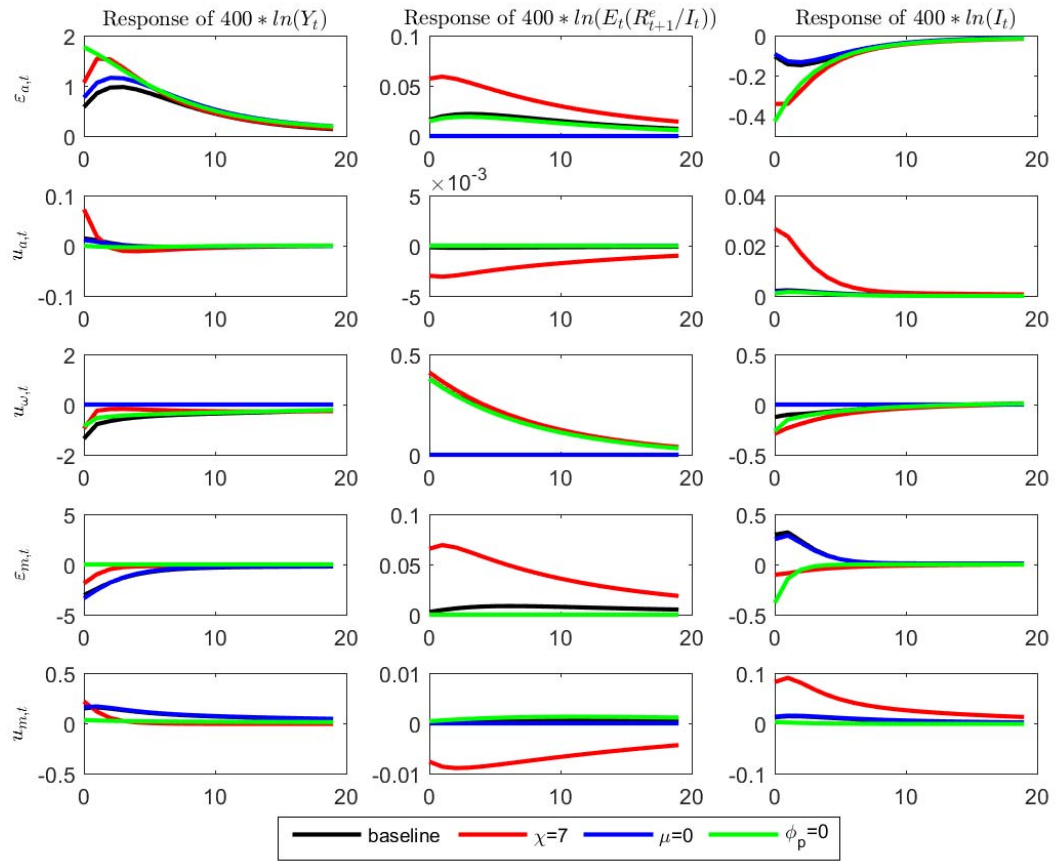 Response of 400 * ln(Y_t) Response of 400 * ln(E_t(R^e_{t+1}/I_t)) Response of 400 * ln(I_t)
ε_{a,t}
2
1
0
0 10 20
0.1
0.05
0
0 10 20
0
-0.2
-0.4
0 10 20
u_{a,t}
0.1
0
-0.1
0 10 20
×10^{-3}
5
0
-5
0 10 20
0.04
0.02
0
0 10 20
u_{ω,t}
2
0
-2
0 10 20
0.5
0
0 10 20
0.5
0
-0.5
0 10 20
ε_{m,t}
5
0
-5
0 10 20
0.1
0.05
0
0 10 20
0.5
0
-0.5
0 10 20
u_{m,t}
0.5
0
-0.5
0 10 20
0.01
0
-0.01
0 10 20
0.1
0
-0.1
0 10 20
baseline χ=7 μ=0 ϕ_p=0